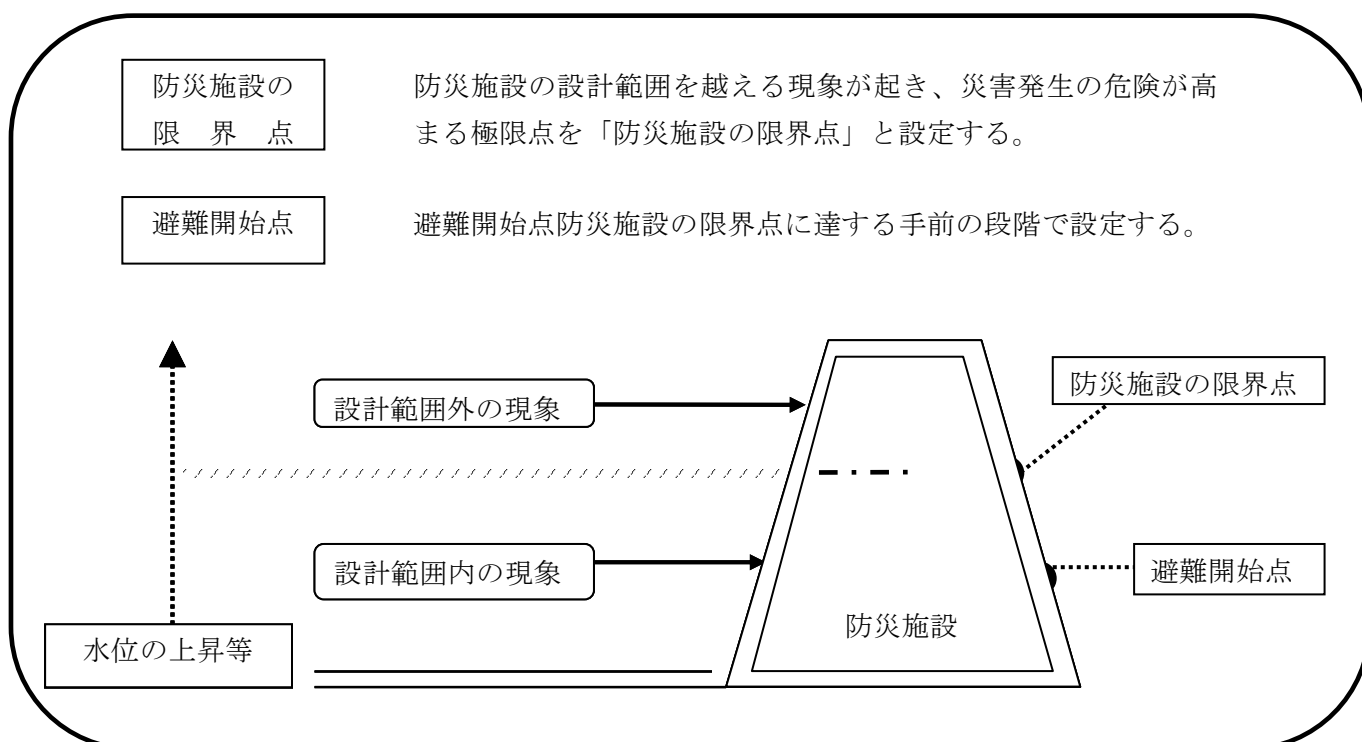 防災施設の
限界点
防災施設の設計範囲を越える現象が起き、災害発生の危険が高
まる極限点を「防災施設の限界点」と設定する。
避難開始点
避難開始点防災施設の限界点に達する手前の段階で設定する。
防災施設の限界点
設計範囲外の現象
設計範囲内の現象
避難開始点
防災施設
水位の上昇等